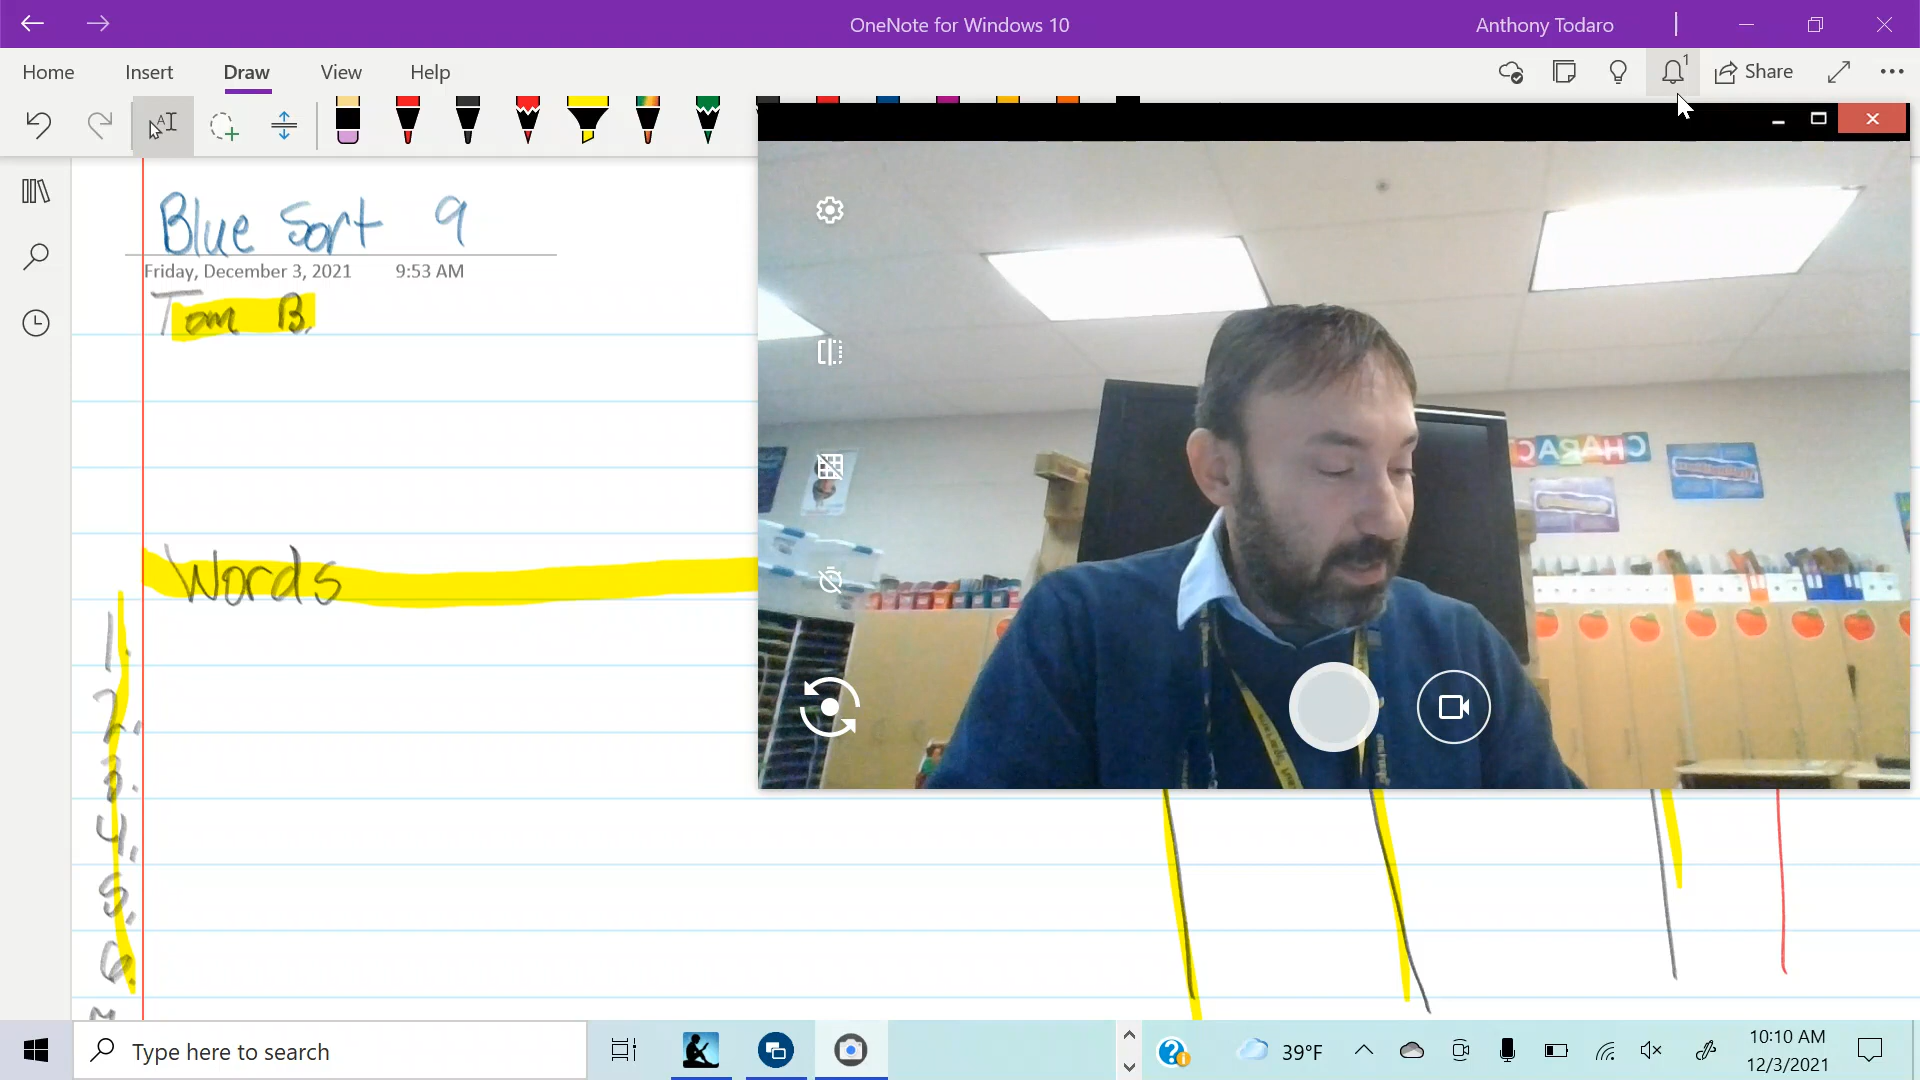 OneNote for Windows 10
Anthony Todaro
Home Insert Draw View Help
1
Share
Blue Sort 9
Friday, December 3, 2021 9:53 AM
Tom B.
Words
1.
2.
3.
4.
5.
6.
CHARAC
Type here to search
39°F
10:10 AM
12/3/2021